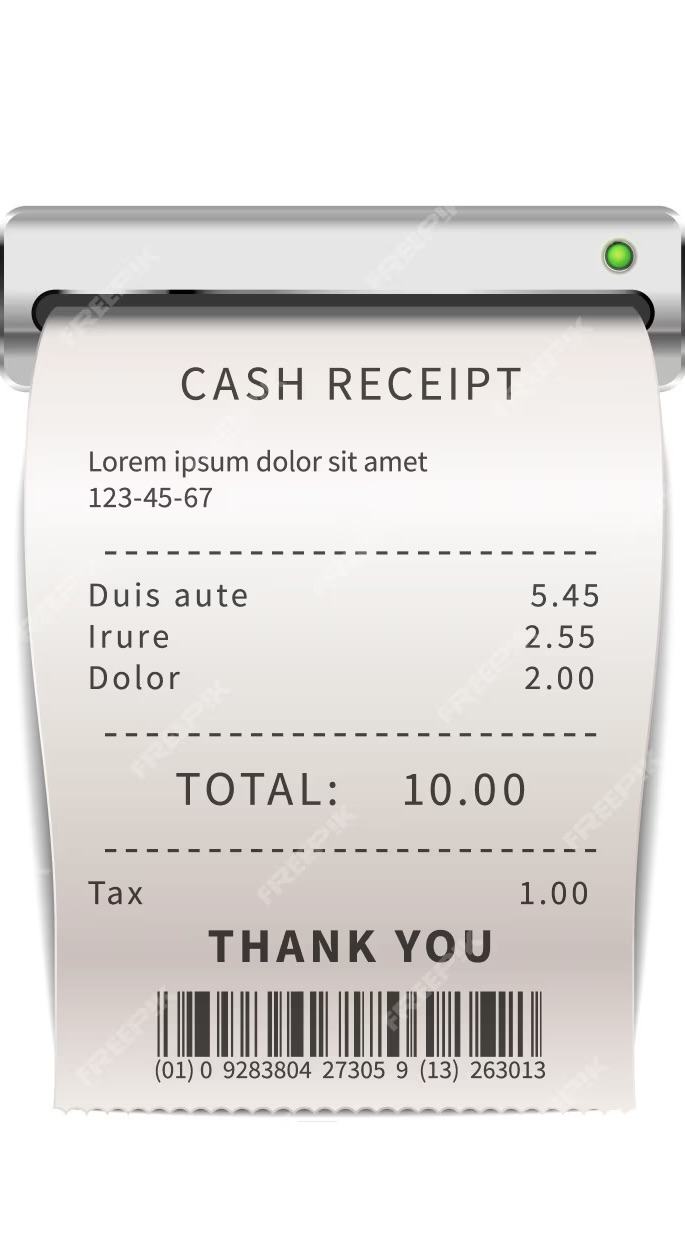 CASH RECEIPT
Lorem ipsum dolor sit amet
123-45-67
Duis aute 5.45
Irure 2.55
Dolor 2.00
TOTAL: 10.00
Tax 1.00
THANK YOU
(01) 0 9283804 27305 9 (13) 263013